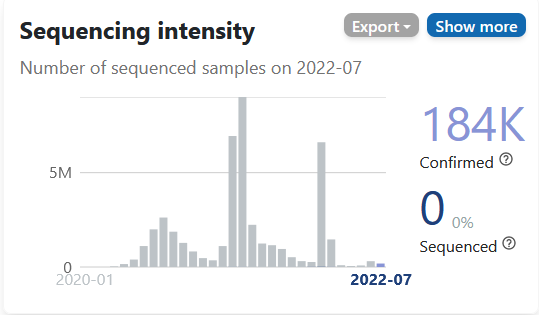 Sequencing intensity
Export
Show more
Number of sequenced samples on 2022-07
184K
Confirmed ?
5M
0
0%
Sequenced ?
0
2020-01
2022-07